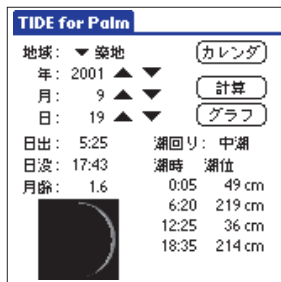 TIDE for Palm
地域: ▼ 築地 カレンダ
年: 2001 ▲ ▼
月: 9 ▲ ▼ 計算
日: 19 ▲ ▼ グラフ
日出: 5:25 潮回り: 中潮
日没: 17:43 潮時 潮位
月齢: 1.6 0:05 49 cm
6:20 219 cm
12:25 36 cm
18:35 214 cm